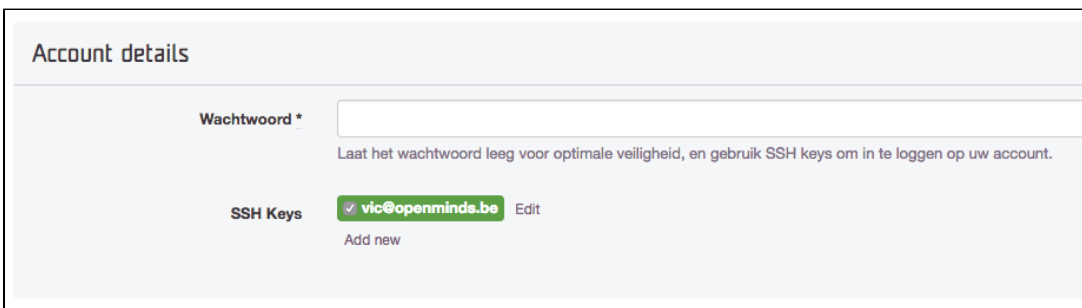 Account details
Wachtwoord *
Laat het wachtwoord leeg voor optimale veiligheid, en gebruik SSH keys om in te loggen op uw account.
SSH Keys vic@openminds.be Edit
Add new